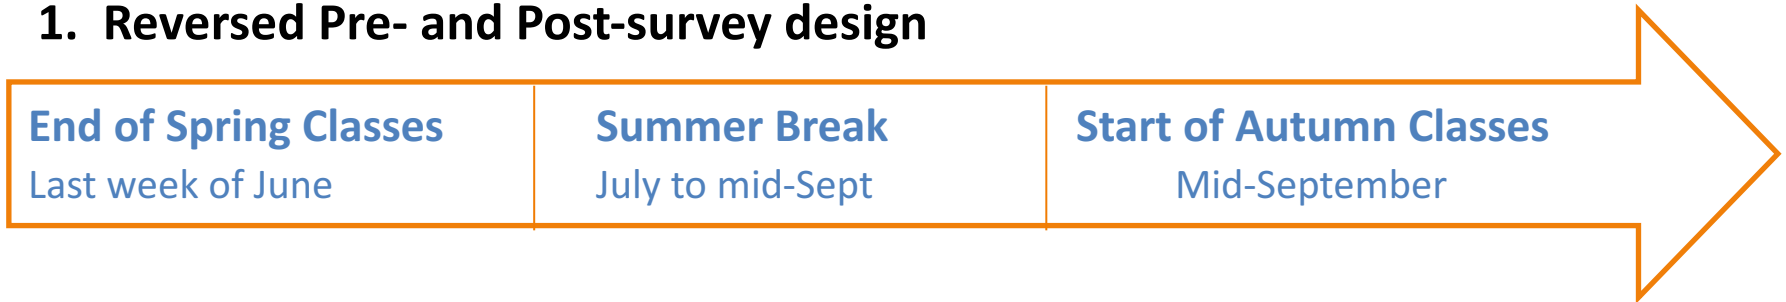 1. Reversed Pre- and Post-survey design
End of Spring Classes
Last week of June
Summer Break
July to mid-Sept
Start of Autumn Classes
Mid-September